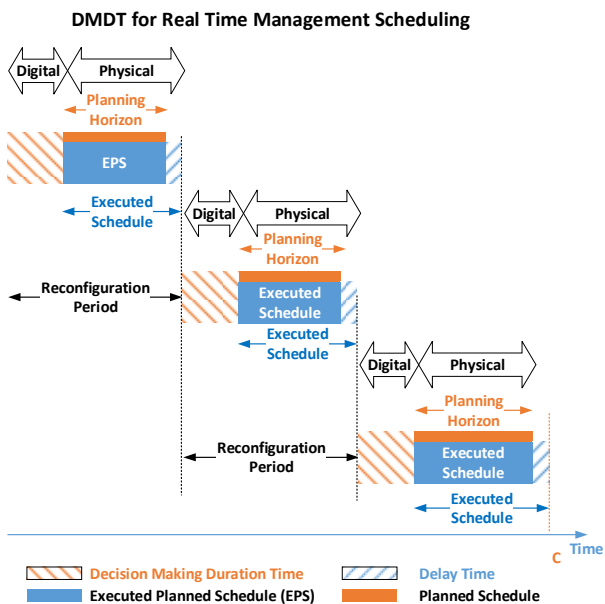 DMDT for Real Time Management Scheduling
Digital
Physical
Planning
Horizon
EPS
Executed
Schedule
Digital
Physical
Planning
Horizon
Reconfiguration
Period
Executed
Schedule
Executed
Schedule
Digital
Physical
Planning
Horizon
Reconfiguration
Period
Executed
Schedule
Executed
Schedule
C
Time
Decision Making Duration Time
Delay Time
Executed Planned Schedule (EPS)
Planned Schedule